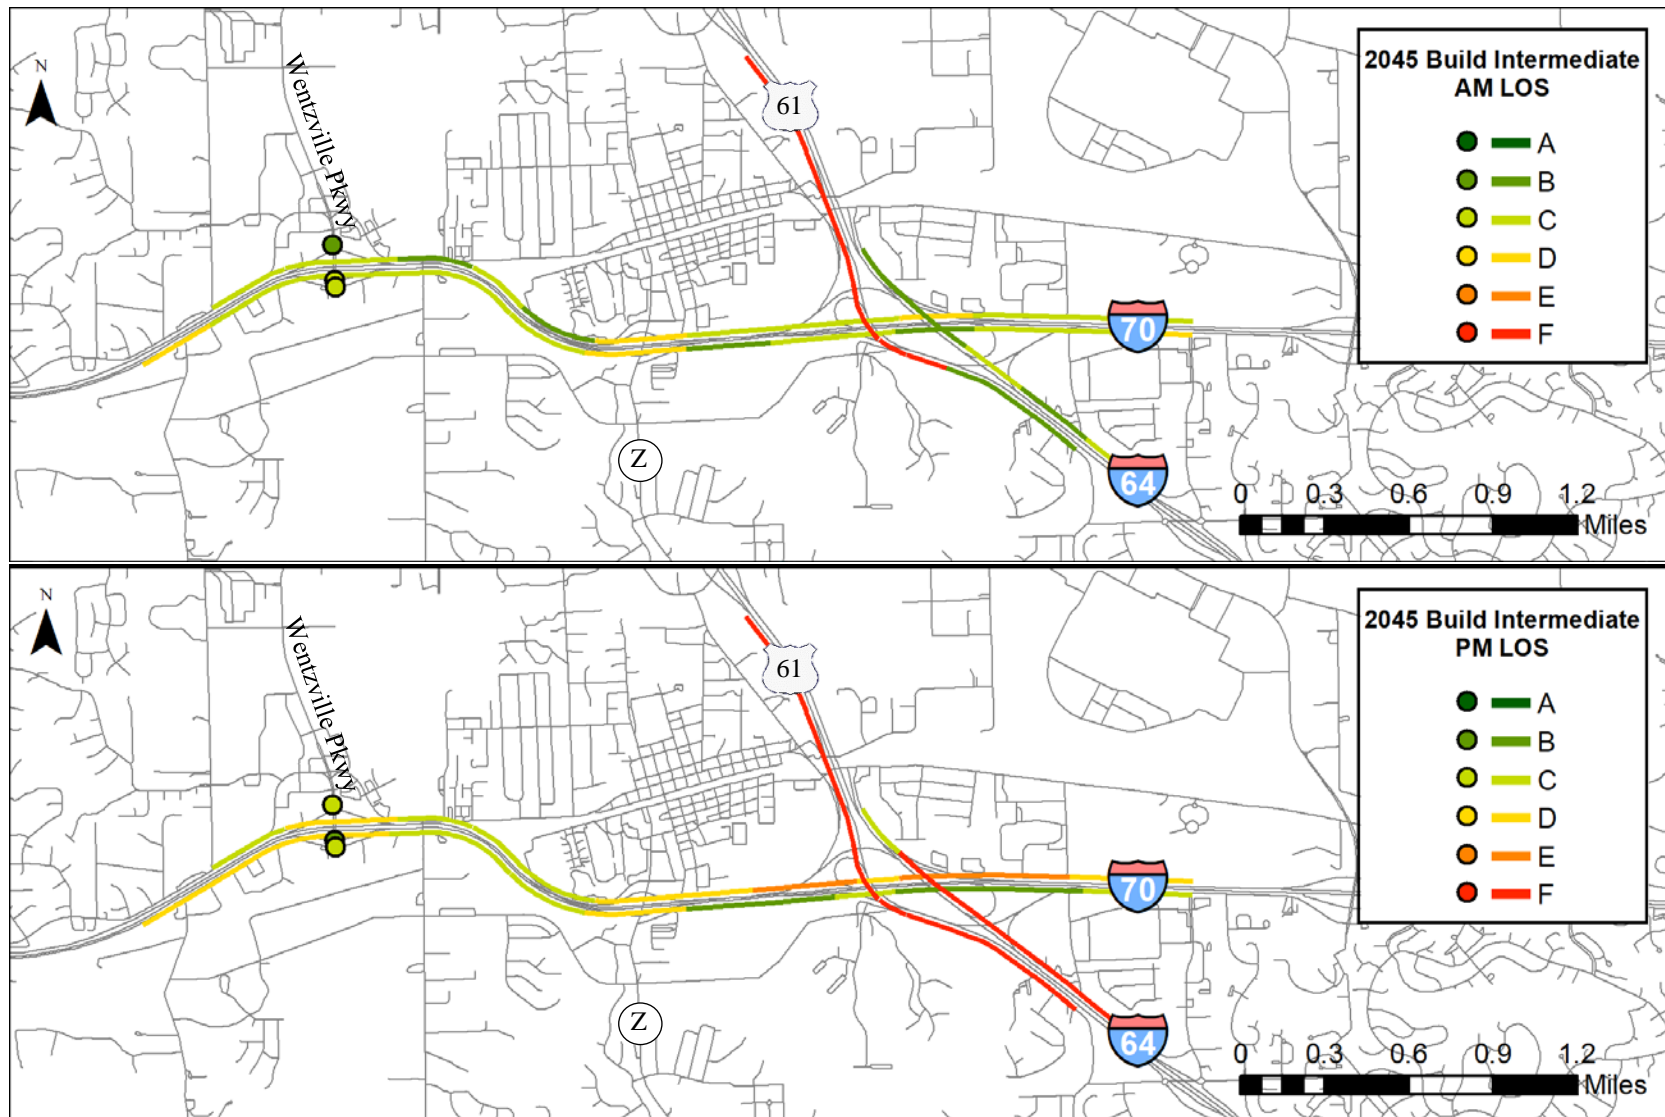 N
Wentzville Pkwy
61
70
64
Z
2045 Build Intermediate
AM LOS
A
B
C
D
E
F
0 0.3 0.6 0.9 1.2
Miles
N
Wentzville Pkwy
61
70
64
Z
2045 Build Intermediate
PM LOS
A
B
C
D
E
F
0 0.3 0.6 0.9 1.2
Miles